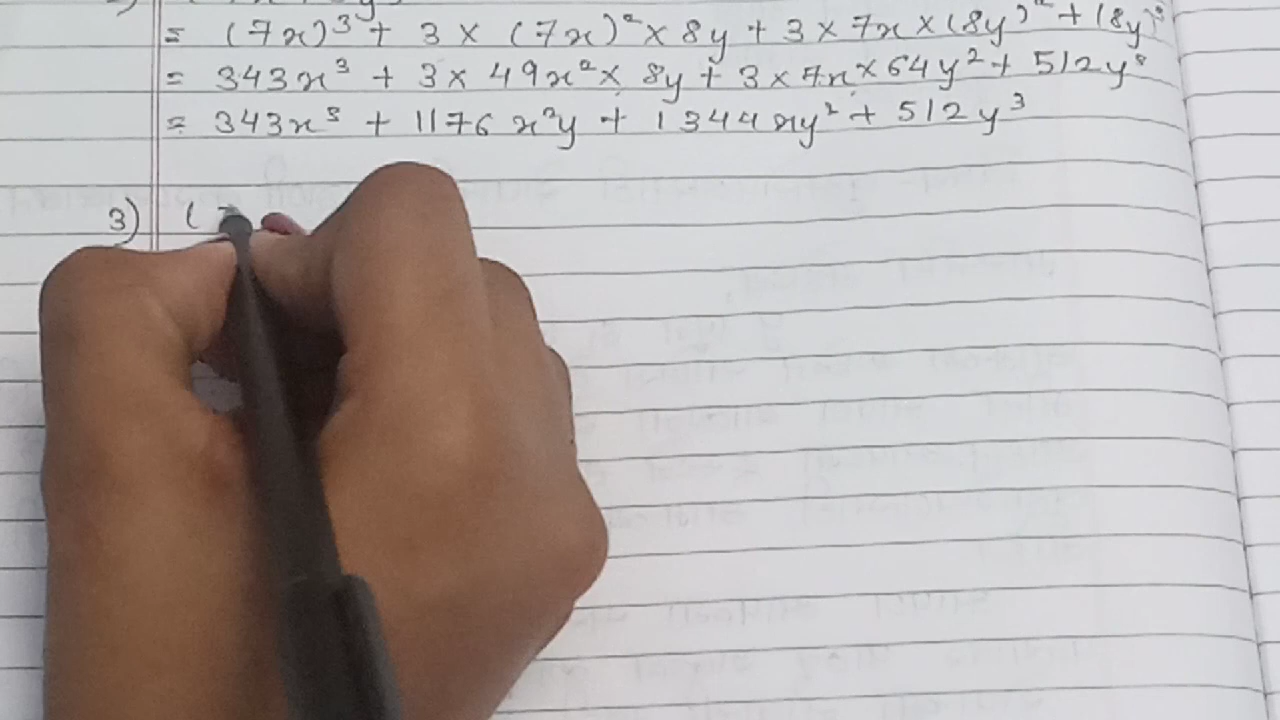 = (7x)³ + 3 × (7x)² × 8y + 3 × 7x × (8y)² + (8y)³
= 343x³ + 3 × 49x² × 8y + 3 × 7x × 64y² + 512y³
= 343x³ + 1176x²y + 1344xy² + 512y³
3) (